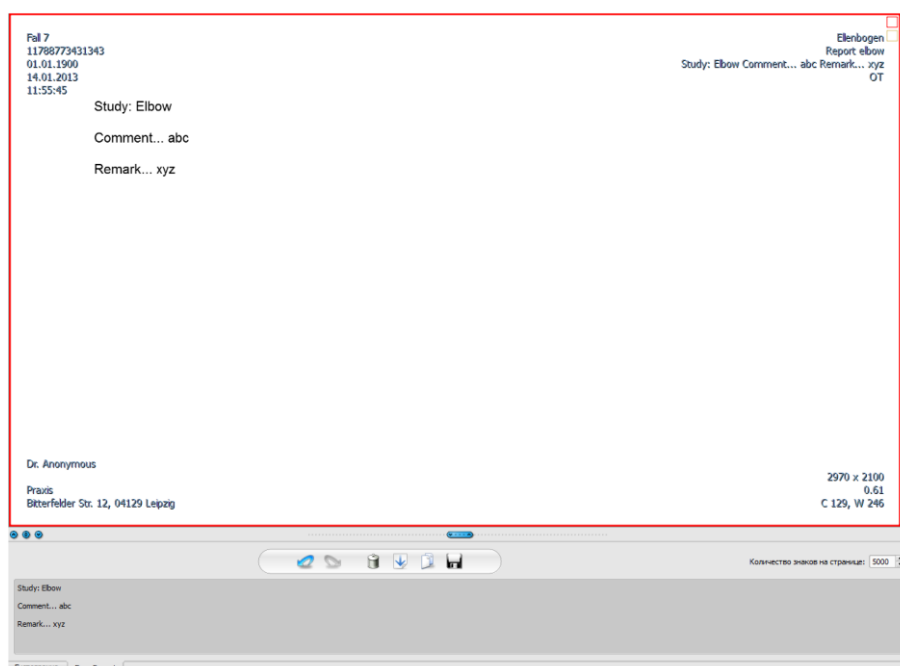 Fall 7
11788773431343
01.01.1900
14.01.2013
11:55:45
Ellenbogen
Report elbow
Study: Elbow Comment... abc Remark... xyz
OT
Study: Elbow
Comment... abc
Remark... xyz
Dr. Anonymous
Praxis
Bitterfelder Str. 12, 04129 Leipzig
2970 x 2100
0.61
C 129, W 246
Количество знаков на странице: 5000
Study: Elbow
Comment... abc
Remark... xyz